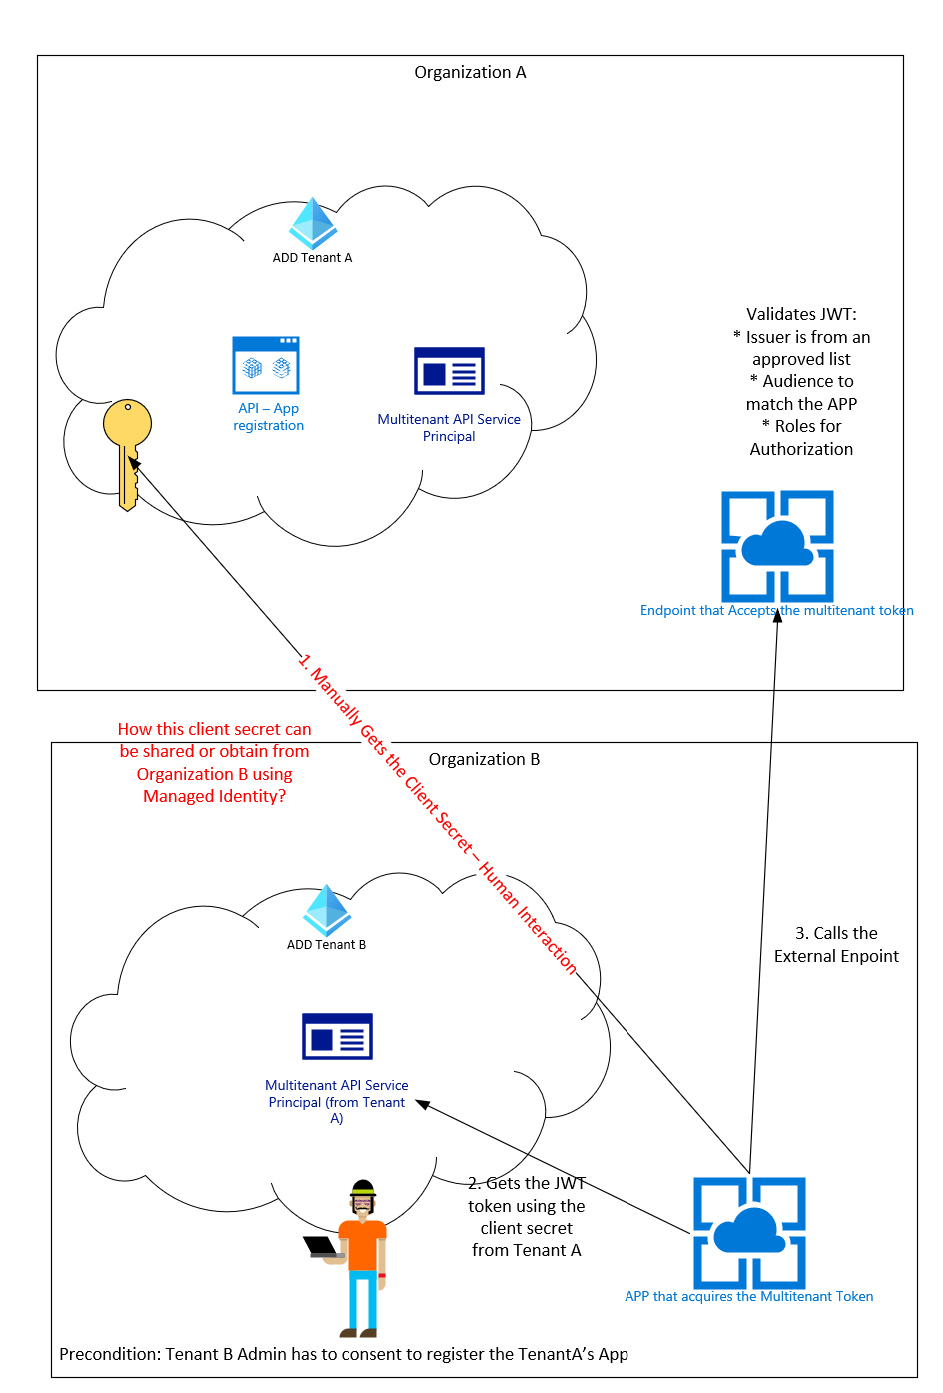 Organization A
ADD Tenant A
Validates JWT:
* Issuer is from an
approved list
* Audience to
match the APP
* Roles for
Authorization
API – App
registration
Multitenant API Service
Principal
Endpoint that Accepts the multitenant token
1. Manually Gets the Client Secret – Human Interaction
How this client secret can
be shared or obtain from
Organization B using
Managed Identity?
Organization B
ADD Tenant B
3. Calls the
External Enpoint
Multitenant API Service
Principal (from Tenant
A)
2. Gets the JWT
token using the
client secret
from Tenant A
APP that acquires the Multitenant Token
Precondition: Tenant B Admin has to consent to register the TenantA's App